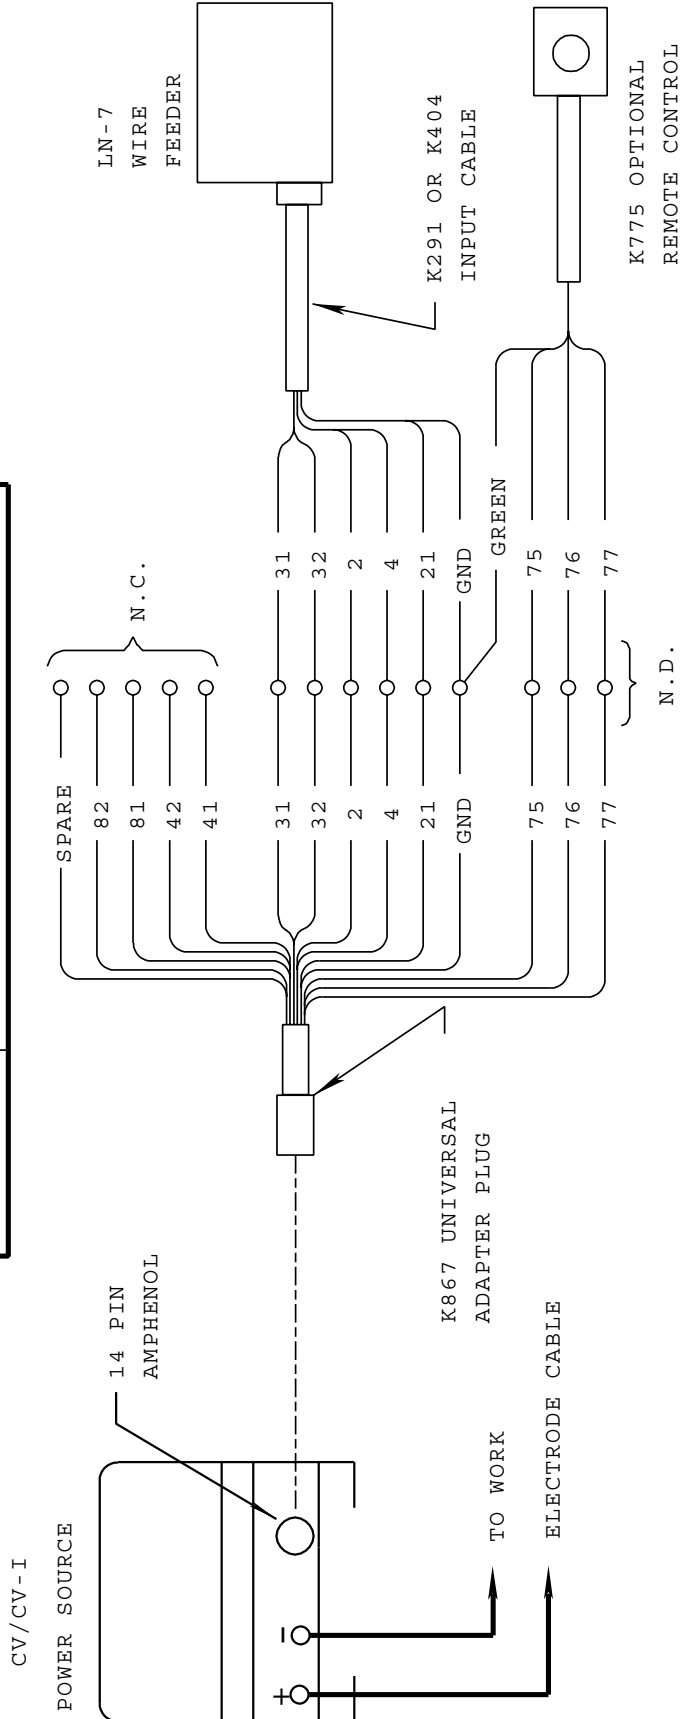 CV/CV-I
POWER SOURCE
14 PIN
AMPHENOL
+
-
TO WORK
ELECTRODE CABLE
K867 UNIVERSAL
ADAPTER PLUG
SPARE
82
81
42
41
31
32
2
4
21
GND
75
76
77
N.C.
N.D.
31
32
2
4
21
GND
GREEN
75
76
77
LN-7
WIRE
FEEDER
K291 OR K404
INPUT CABLE
K775 OPTIONAL
REMOTE CONTROL